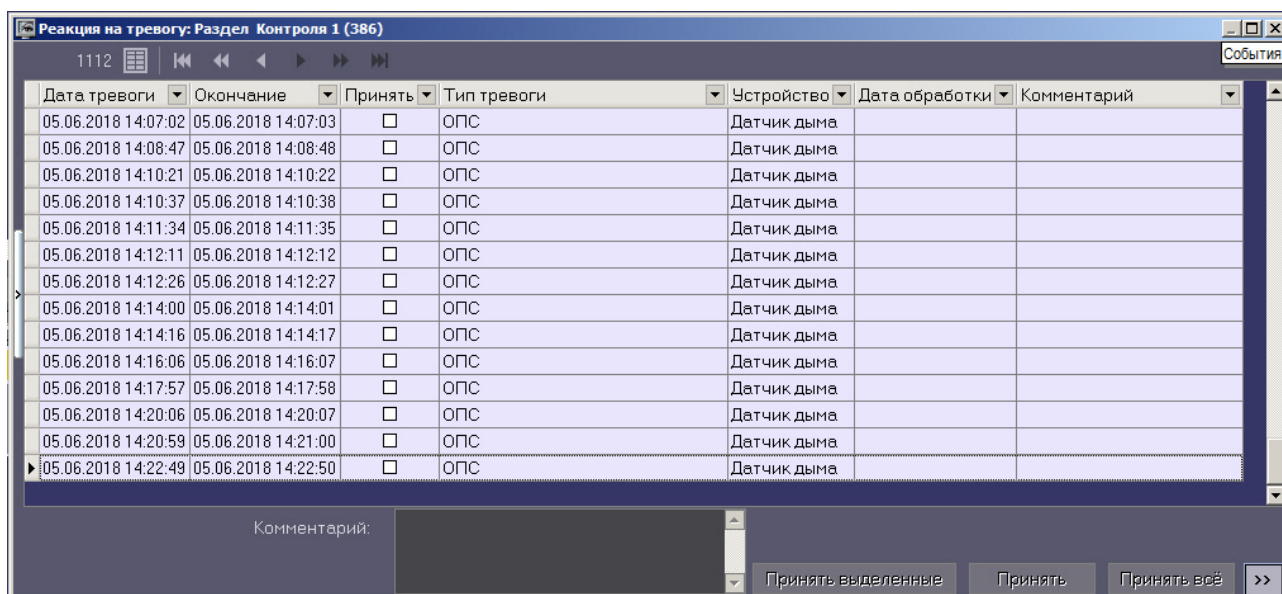 Реакция на тревогу: Раздел Контроля 1 (386)
События
1112
Дата тревоги Окончание Принять Тип тревоги Устройство Дата обработки Комментарий
05.06.2018 14:07:02 05.06.2018 14:07:03 ОПС Датчик дыма
05.06.2018 14:08:47 05.06.2018 14:08:48 ОПС Датчик дыма
05.06.2018 14:10:21 05.06.2018 14:10:22 ОПС Датчик дыма
05.06.2018 14:10:37 05.06.2018 14:10:38 ОПС Датчик дыма
05.06.2018 14:11:34 05.06.2018 14:11:35 ОПС Датчик дыма
05.06.2018 14:12:11 05.06.2018 14:12:12 ОПС Датчик дыма
05.06.2018 14:12:26 05.06.2018 14:12:27 ОПС Датчик дыма
05.06.2018 14:14:00 05.06.2018 14:14:01 ОПС Датчик дыма
05.06.2018 14:14:16 05.06.2018 14:14:17 ОПС Датчик дыма
05.06.2018 14:16:06 05.06.2018 14:16:07 ОПС Датчик дыма
05.06.2018 14:17:57 05.06.2018 14:17:58 ОПС Датчик дыма
05.06.2018 14:20:06 05.06.2018 14:20:07 ОПС Датчик дыма
05.06.2018 14:20:59 05.06.2018 14:21:00 ОПС Датчик дыма
05.06.2018 14:22:49 05.06.2018 14:22:50 ОПС Датчик дыма
Комментарий:
Принять выделенные Принять Принять всё >>